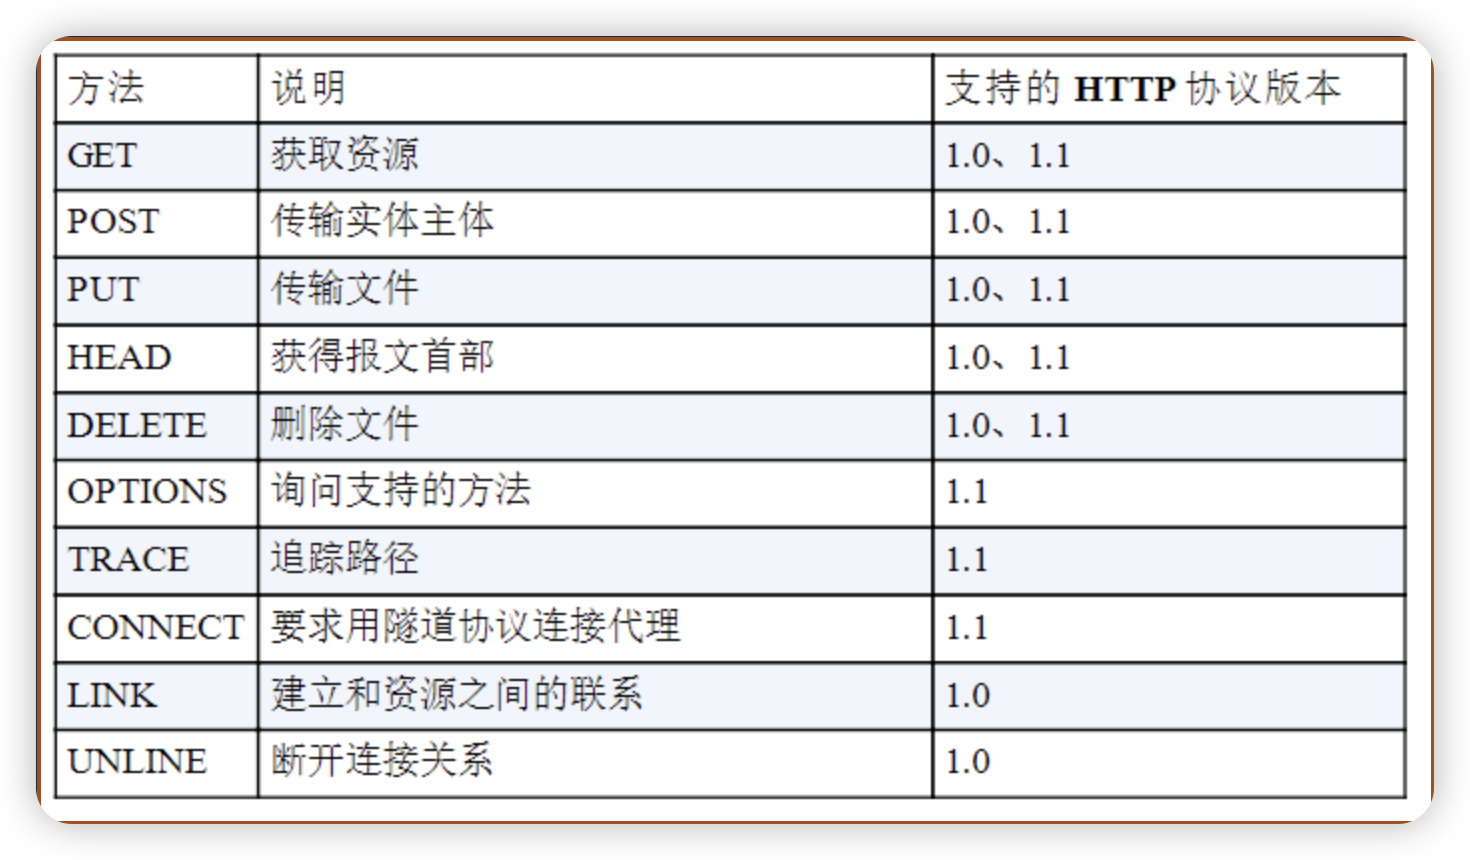 方法 说明 支持的 HTTP 协议版本
GET 获取资源 1.0、1.1
POST 传输实体主体 1.0、1.1
PUT 传输文件 1.0、1.1
HEAD 获得报文首部 1.0、1.1
DELETE 删除文件 1.0、1.1
OPTIONS 询问支持的方法 1.1
TRACE 追踪路径 1.1
CONNECT 要求用隧道协议连接代理 1.1
LINK 建立和资源之间的联系 1.0
UNLINE 断开连接关系 1.0